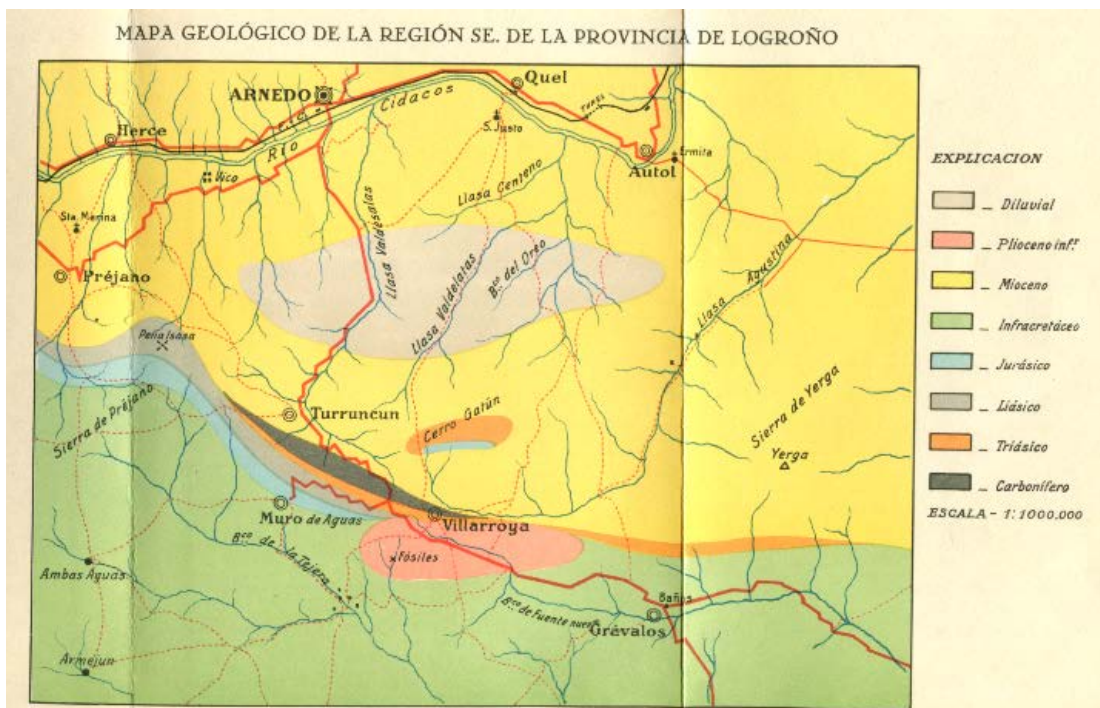 MAPA GEOLÓGICO DE LA REGIÓN SE. DE LA PROVINCIA DE LOGROÑO
Quel
ARNEDO
Cidacos
TUNEL
Herce
F.C.
Río
S. Justo
Autol
Ermita
Vico
Llasa Centeno
Sta. Marina
Llasa Valdesalas
Préjano
Llasa Valdelatas
Bco. del Oreo
Llasa Agustina
Peñalsasa
Sierra de Préjano
Turruncun
Cerro Gatún
Sierra de Yerga
Yerga
Muro de Aguas
Villarroya
Bco. de la Tejera
Fósiles
Ambas Aguas
Bco. de Fuente nueva
Baños
Grávalos
Armejun
EXPLICACION
_ Diluvial
_ Plioceno infr.
_ Mioceno
_ Infracretáceo
_ Jurásico
_ Liásico
_ Triásico
_ Carbonífero
ESCALA - 1:1000.000